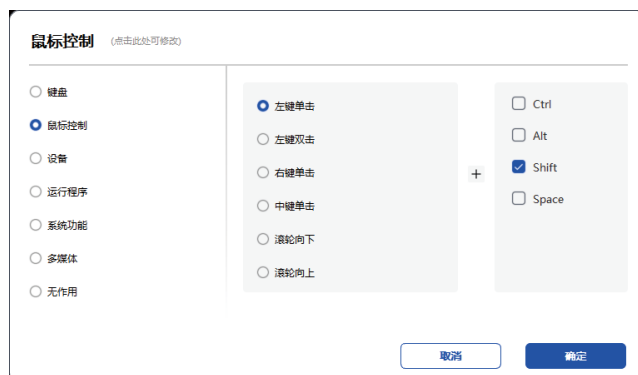 鼠标控制 (点击此处可修改)
键盘
鼠标控制
设备
运行程序
系统功能
多媒体
无作用
左键单击
左键双击
右键单击
中键单击
滚轮向下
滚轮向上
+
Ctrl
Alt
Shift
Space
取消
确定